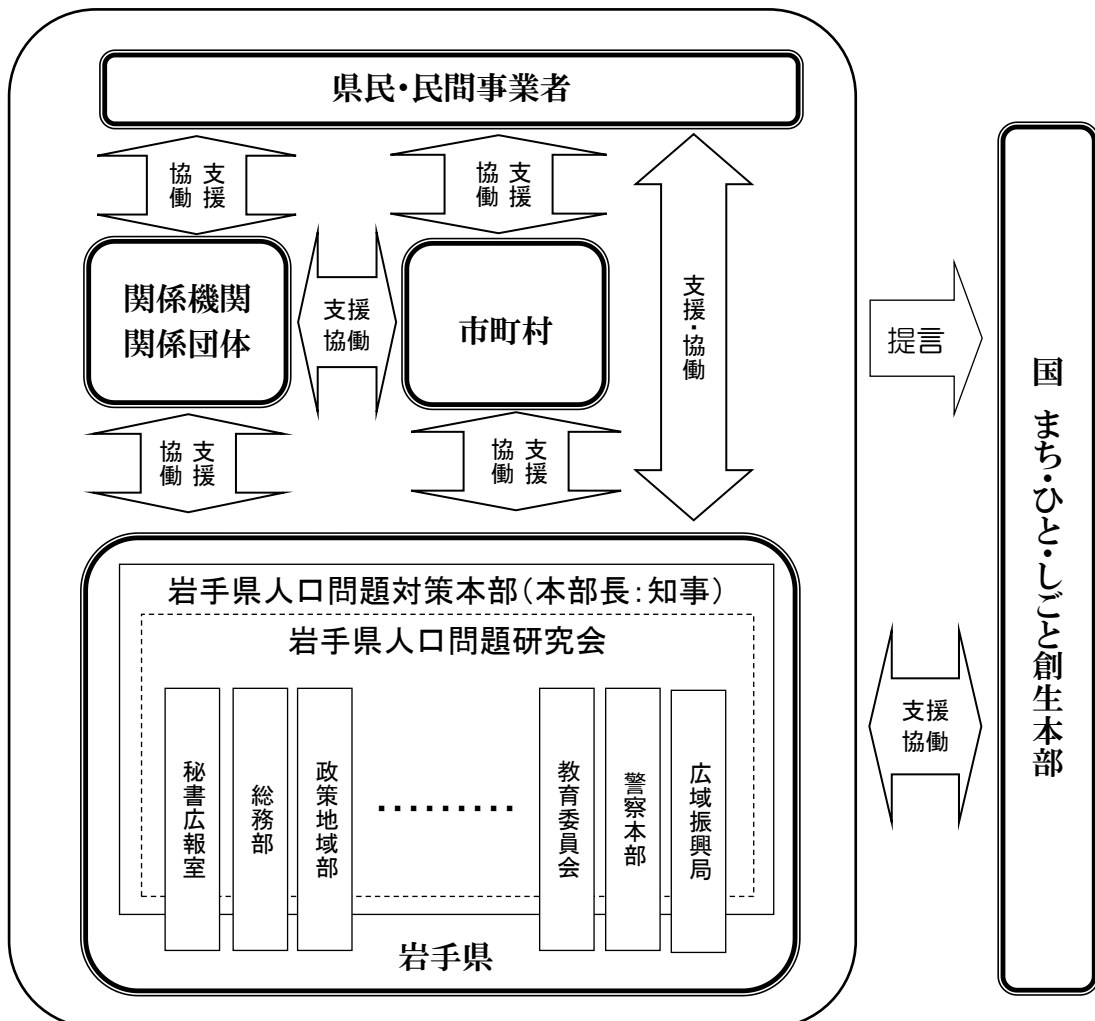 県民・民間事業者
協働 支援
協働 支援
支援・協働
関係機関
関係団体
支援
協働
市町村
提言
協働 支援
協働 支援
国 まち・ひと・しごと創生本部
岩手県人口問題対策本部（本部長：知事）
岩手県人口問題研究会
秘書広報室
総務部
政策地域部
………
教育委員会
警察本部
広域振興局
岩手県
支援
協働